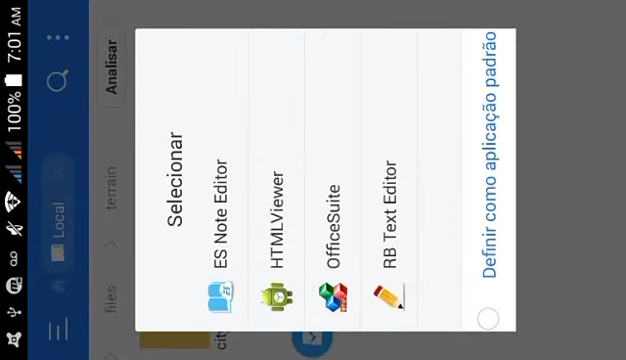 100% 7:01 AM
Local
Analisar
files
terrain
Selecionar
ES Note Editor
HTMLViewer
OfficeSuite
RB Text Editor
Definir como aplicação padrão